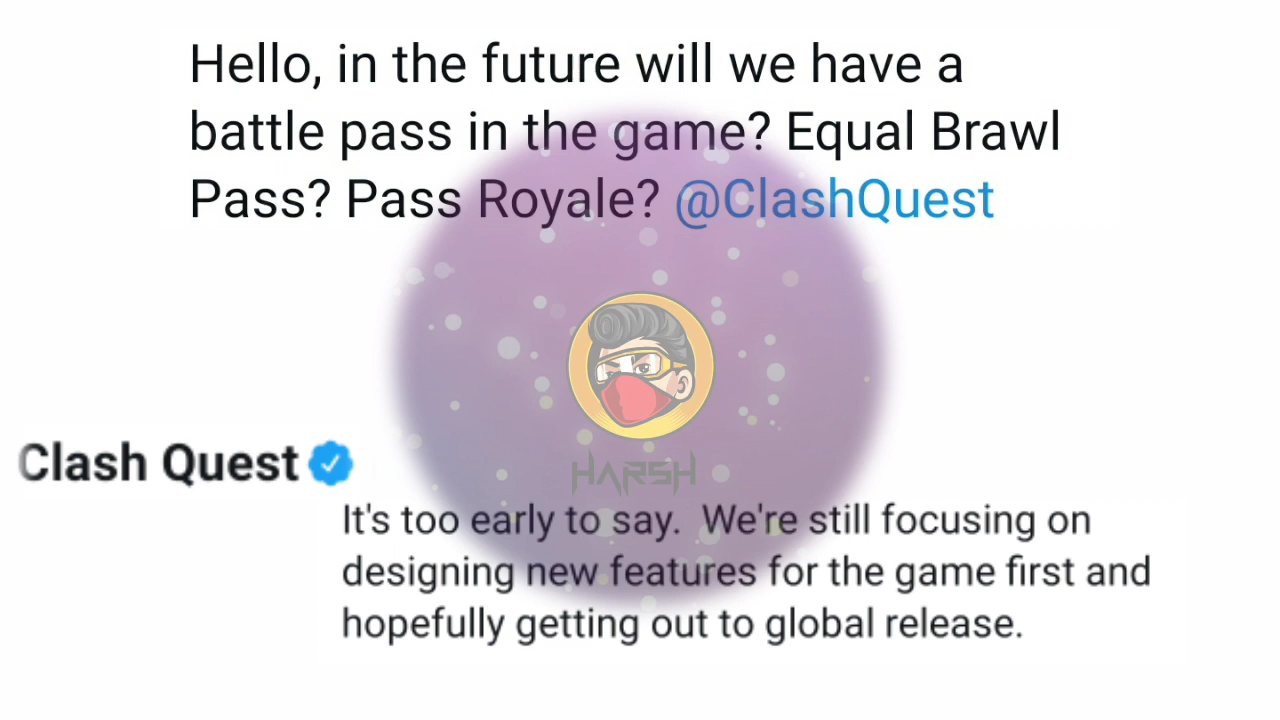 Hello, in the future will we have a
battle pass in the game? Equal Brawl
Pass? Pass Royale? @ClashQuest
HARSH
Clash Quest
It's too early to say. We're still focusing on
designing new features for the game first and
hopefully getting out to global release.